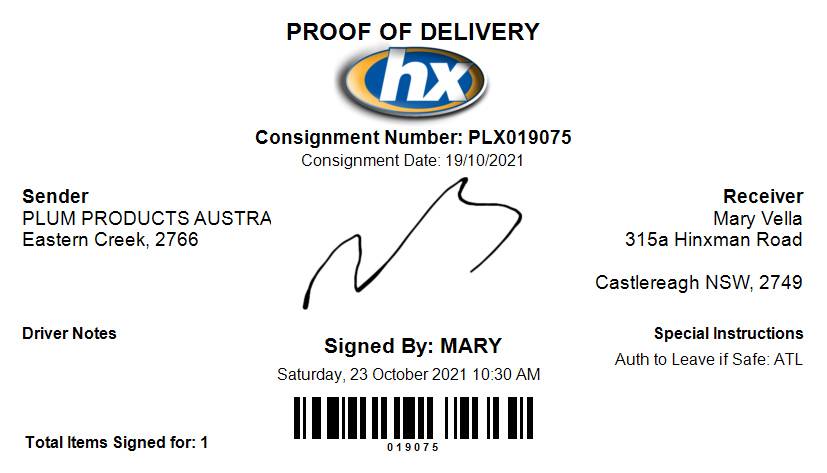 PROOF OF DELIVERY
hx
Consignment Number: PLX019075
Consignment Date: 19/10/2021
Sender
PLUM PRODUCTS AUSTRA
Eastern Creek, 2766
Receiver
Mary Vella
315a Hinxman Road
Castlereagh NSW, 2749
Driver Notes
Signed By: MARY
Saturday, 23 October 2021 10:30 AM
Special Instructions
Auth to Leave if Safe: ATL
019075
Total Items Signed for: 1